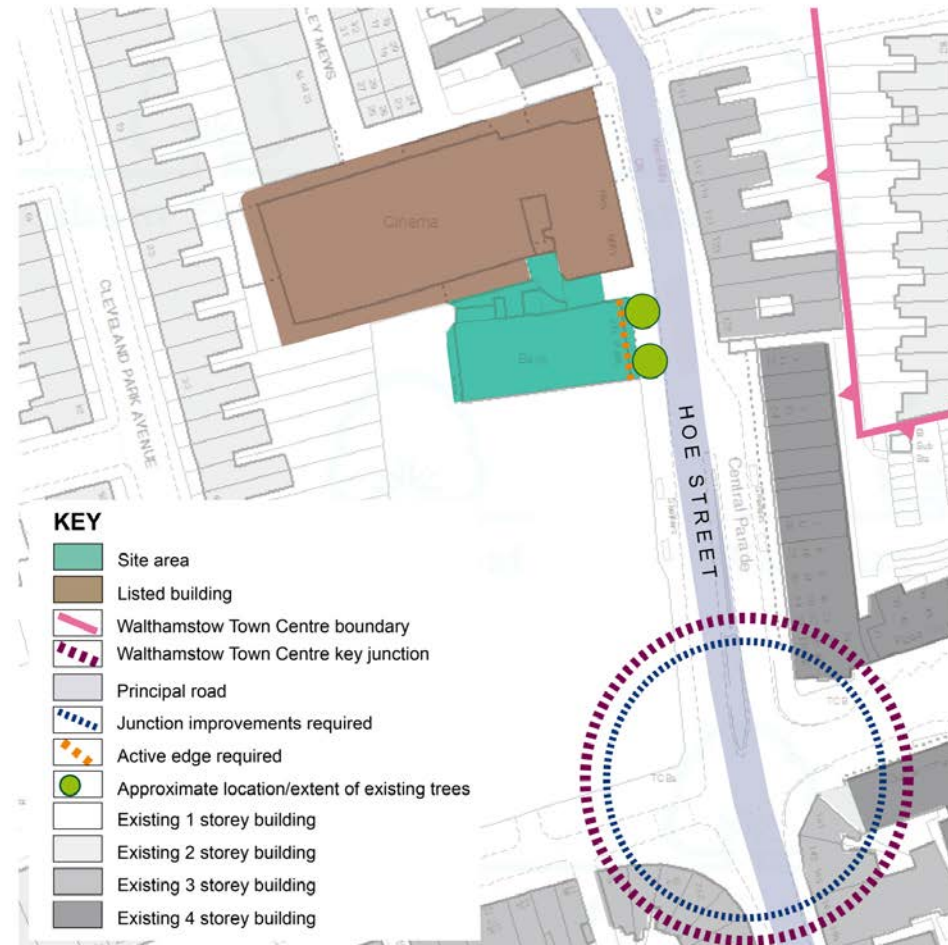 LEY MEWS
Cinema
CLEVELAND PARK AVENUE
HOE STREET
Central Parade
KEY
Site area
Listed building
Walthamstow Town Centre boundary
Walthamstow Town Centre key junction
Principal road
Junction improvements required
Active edge required
Approximate location/extent of existing trees
Existing 1 storey building
Existing 2 storey building
Existing 3 storey building
Existing 4 storey building